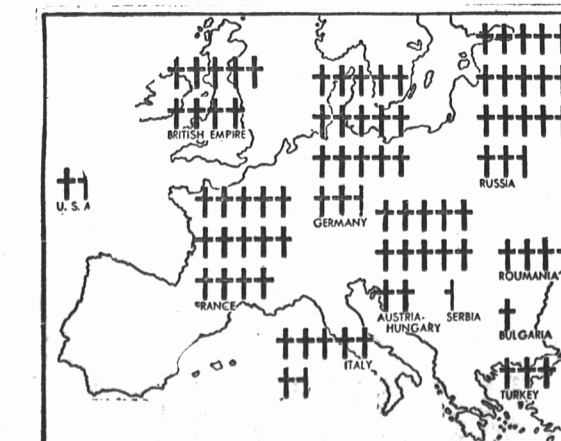 BRITISH EMPIRE
RUSSIA
U. S. A
GERMANY
ROUMANIA
FRANCE
AUSTRIA-
HUNGARY
SERBIA
BULGARIA
ITALY
TURKEY